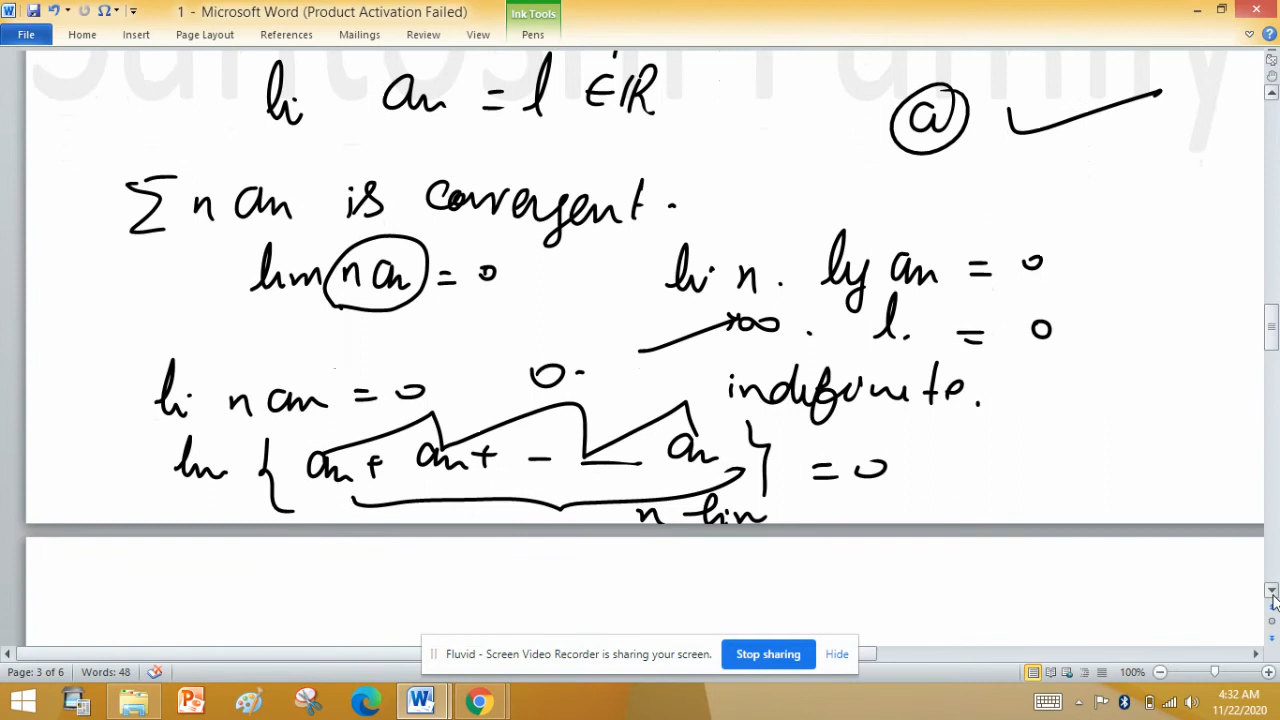 1 - Microsoft Word (Product Activation Failed)
Ink Tools
File Home Insert Page Layout References Mailings Review View Pens
li an = l ∈ IR
a
∑ n an is convergent.
lim n an = 0
li n. ly an = 0
∞ . l. = 0
indefinite.
li n an = 0
0.
lim { an + an + - — an } = 0
n tim
Fluvid - Screen Video Recorder is sharing your screen. Stop sharing Hide
Page: 3 of 6 Words: 48 100%
4:32 AM
11/22/2020